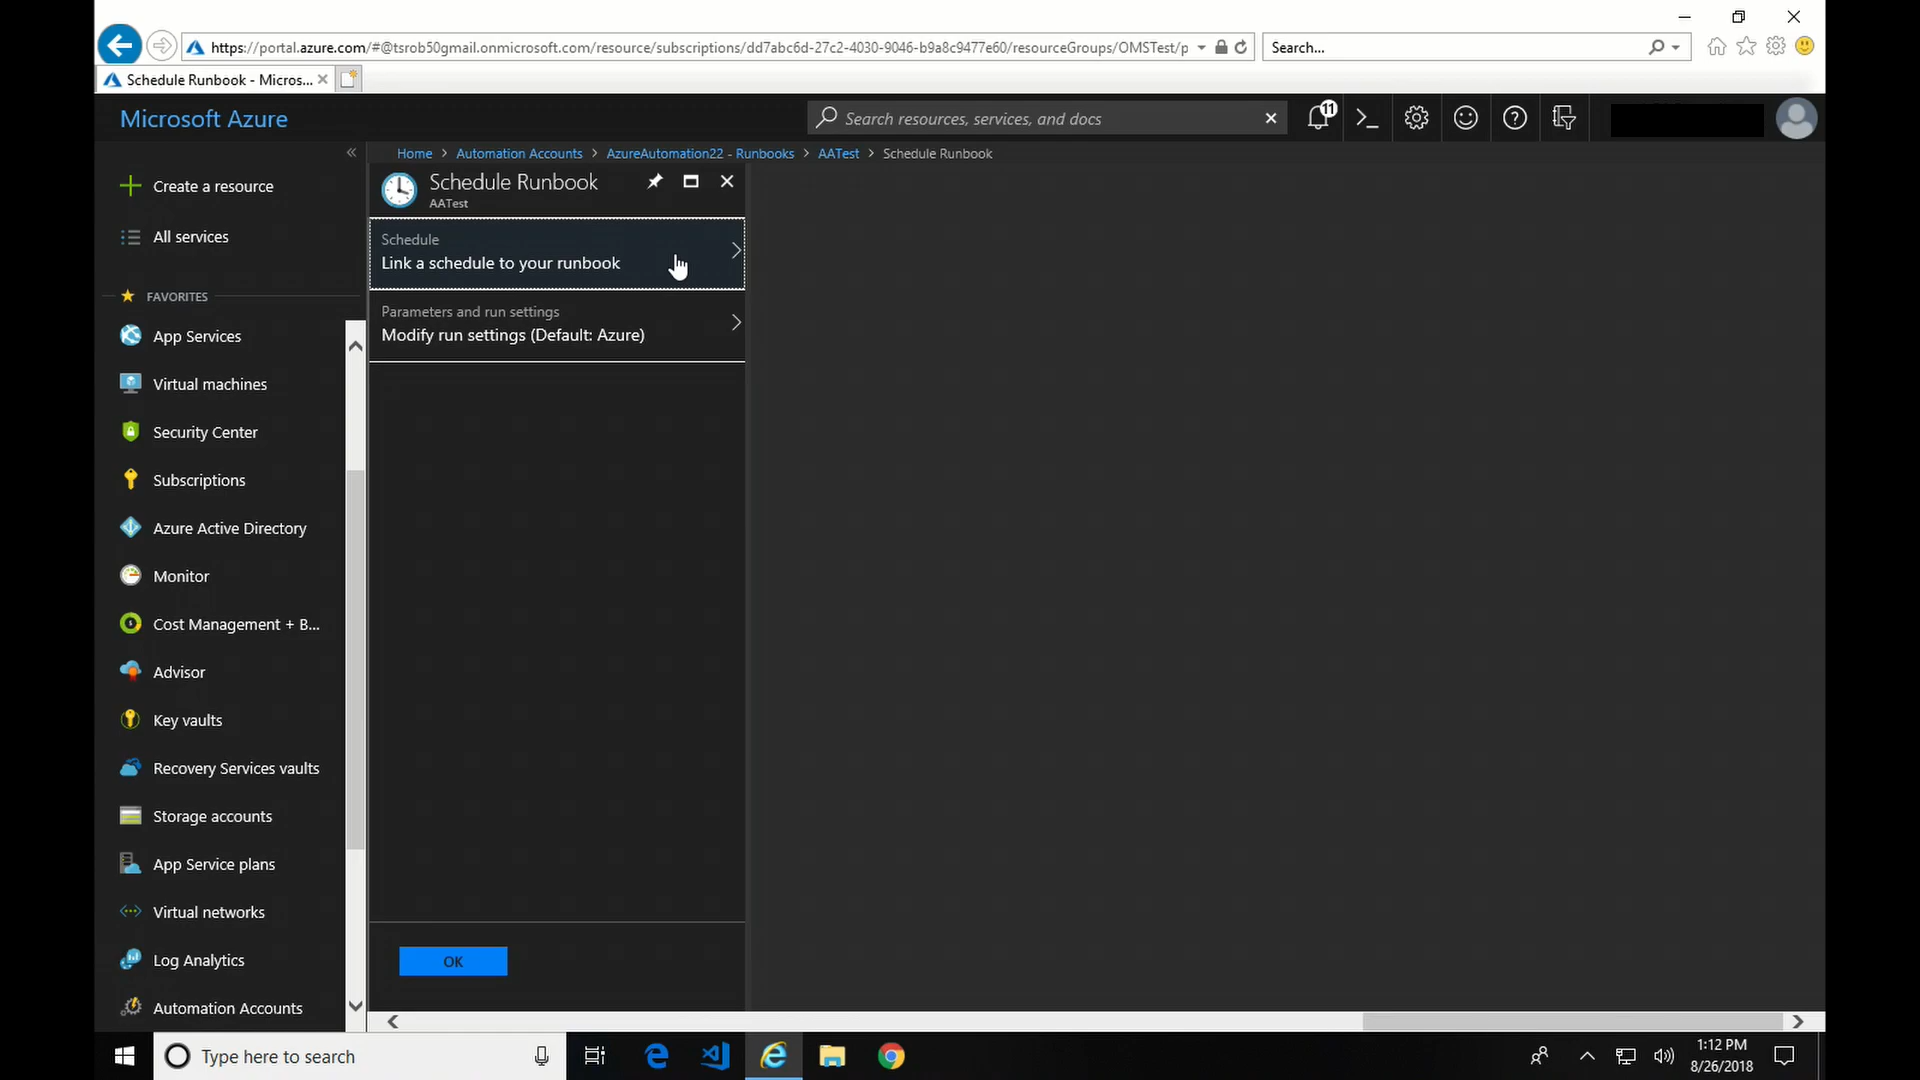 https://portal.azure.com/#@tsrob50gmail.onmicrosoft.com/resource/subscriptions/dd7abc6d-27c2-4030-9046-b9a8c9477e60/resourceGroups/OMSTest/p
Search...
Schedule Runbook - Micros...
Microsoft Azure
Search resources, services, and docs
11
Home > Automation Accounts > AzureAutomation22 - Runbooks > AATest > Schedule Runbook
Create a resource
All services
FAVORITES
App Services
Virtual machines
Security Center
Subscriptions
Azure Active Directory
Monitor
Cost Management + B...
Advisor
Key vaults
Recovery Services vaults
Storage accounts
App Service plans
Virtual networks
Log Analytics
Automation Accounts
Schedule Runbook
AATest
Schedule
Link a schedule to your runbook
Parameters and run settings
Modify run settings (Default: Azure)
OK
Type here to search
1:12 PM
8/26/2018